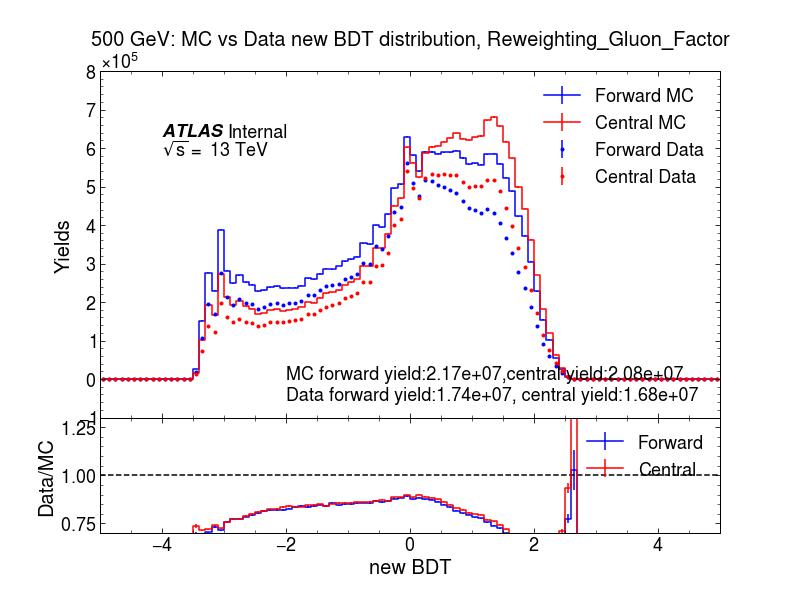 500 GeV: MC vs Data new BDT distribution, Reweighting_Gluon_Factor
×10⁵
8
7
6
5
4
3
2
1
0
−1
Yields
ATLAS Internal
√s = 13 TeV
Forward MC
Central MC
Forward Data
Central Data
MC forward yield:2.17e+07,central yield:2.08e+07
Data forward yield:1.74e+07, central yield:1.68e+07
1.25
1.00
0.75
Data/MC
Forward
Central
−4
−2
0
2
4
new BDT